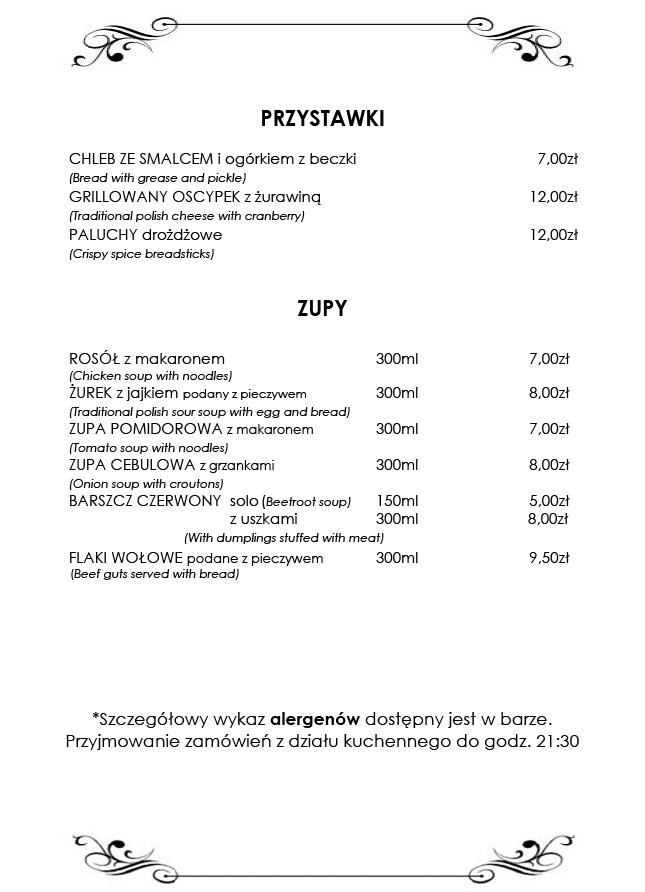 PRZYSTAWKI
CHLEB ZE SMALCEM i ogórkiem z beczki 7,00zł
(Bread with grease and pickle)
GRILLOWANY OSCYPEK z żurawiną 12,00zł
(Traditional polish cheese with cranberry)
PALUCHY drożdżowe 12,00zł
(Crispy spice breadsticks)
ZUPY
ROSÓŁ z makaronem 300ml 7,00zł
(Chicken soup with noodles)
ŻUREK z jajkiem podany z pieczywem 300ml 8,00zł
(Traditional polish sour soup with egg and bread)
ZUPA POMIDOROWA z makaronem 300ml 7,00zł
(Tomato soup with noodles)
ZUPA CEBULOWA z grzankami 300ml 8,00zł
(Onion soup with croutons)
BARSZCZ CZERWONY solo (Beetroot soup) 150ml 5,00zł
z uszkami 300ml 8,00zł
(With dumplings stuffed with meat)
FLAKI WOŁOWE podane z pieczywem 300ml 9,50zł
(Beef guts served with bread)
*Szczegółowy wykaz alergenów dostępny jest w barze.
Przyjmowanie zamówień z działu kuchennego do godz. 21:30